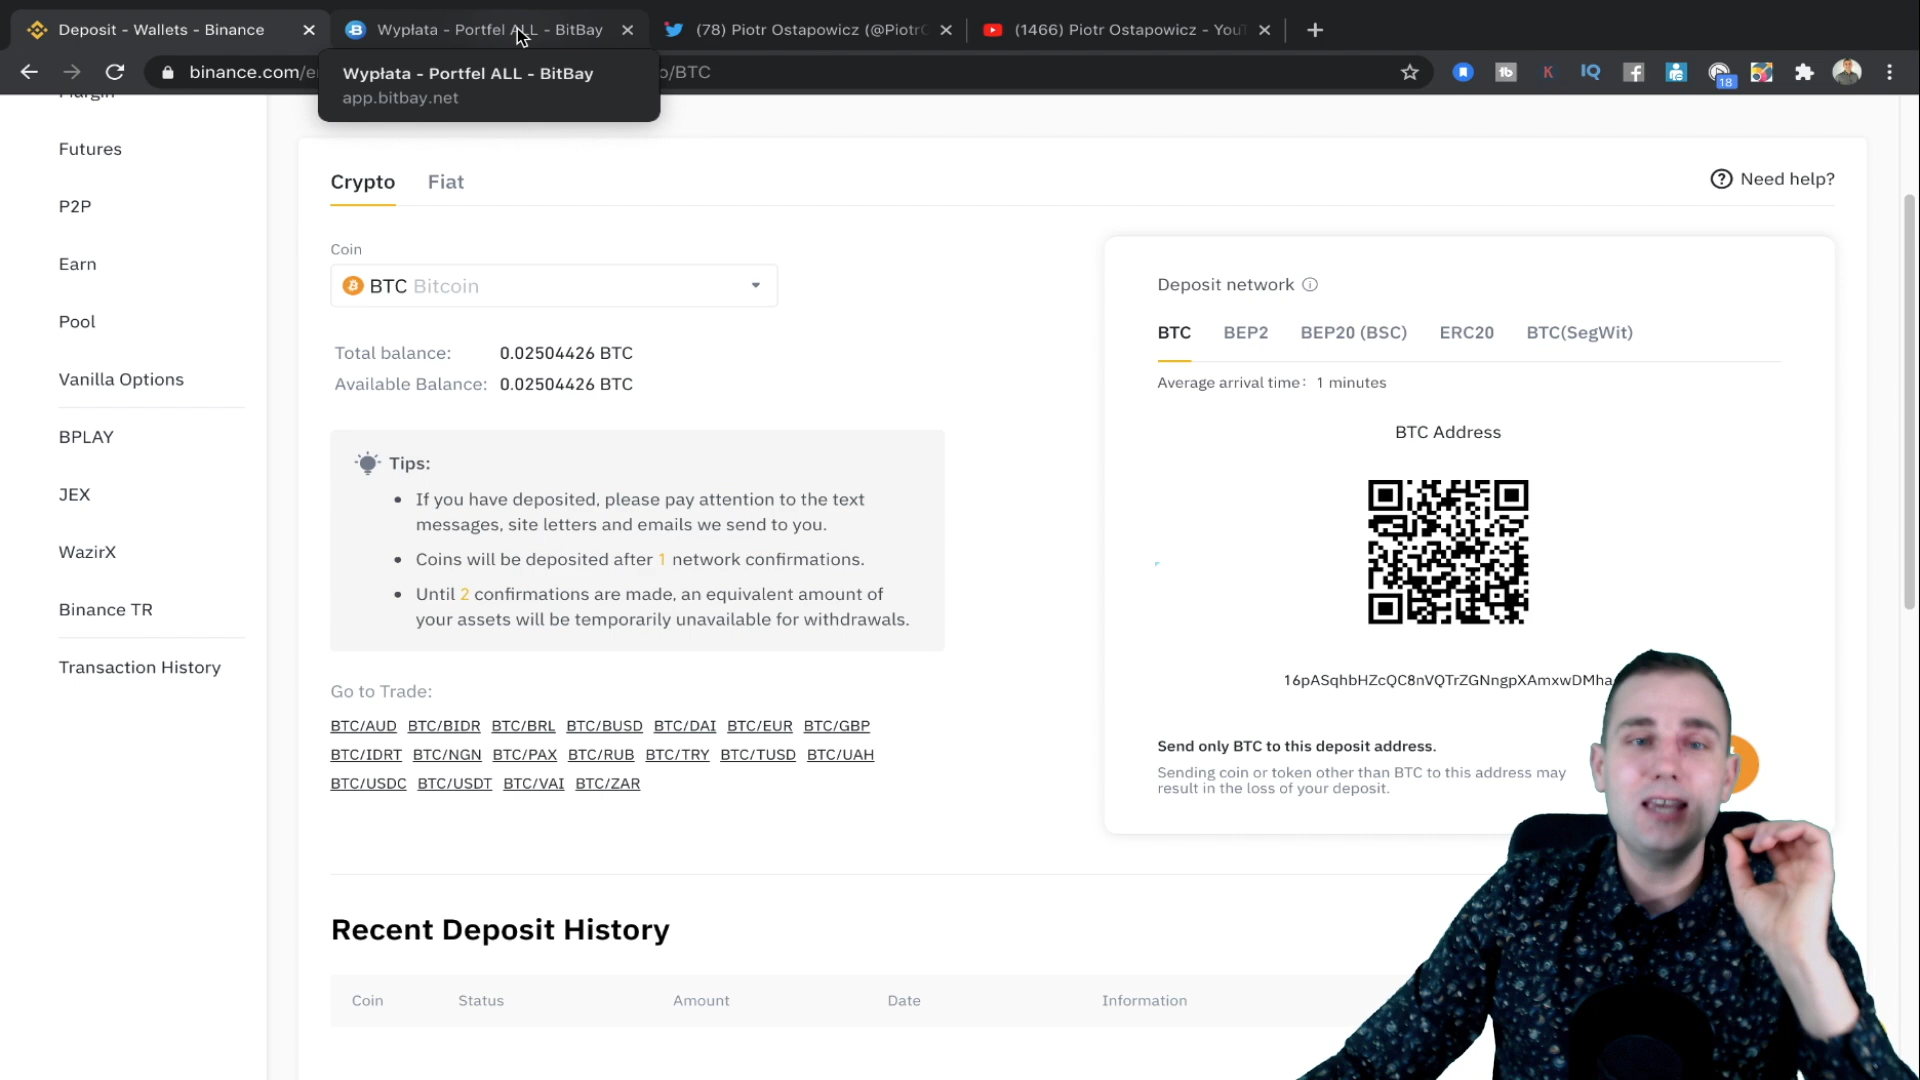 Deposit - Wallets - Binance
Wypłata - Portfel ALL - BitBay
(78) Piotr Ostapowicz (@Piotr
(1466) Piotr Ostapowicz - You
binance.com/e
/BTC
18
Wypłata - Portfel ALL - BitBay
app.bitbay.net
Margin
Futures
P2P
Earn
Pool
Vanilla Options
BPLAY
JEX
WazirX
Binance TR
Transaction History
Crypto Fiat
Need help?
Coin
BTC Bitcoin
Total balance: 0.02504426 BTC
Available Balance: 0.02504426 BTC
Tips:
If you have deposited, please pay attention to the text
messages, site letters and emails we send to you.
Coins will be deposited after 1 network confirmations.
Until 2 confirmations are made, an equivalent amount of
your assets will be temporarily unavailable for withdrawals.
Go to Trade:
BTC/AUD BTC/BIDR BTC/BRL BTC/BUSD BTC/DAI BTC/EUR BTC/GBP
BTC/IDRT BTC/NGN BTC/PAX BTC/RUB BTC/TRY BTC/TUSD BTC/UAH
BTC/USDC BTC/USDT BTC/VAI BTC/ZAR
Deposit network
BTC BEP2 BEP20 (BSC) ERC20 BTC(SegWit)
Average arrival time: 1 minutes
BTC Address
16pASqhbHZcQC8nVQTrZGNngpXAmxwDMha
Send only BTC to this deposit address.
Sending coin or token other than BTC to this address may
result in the loss of your deposit.
Recent Deposit History
Coin Status Amount Date Information